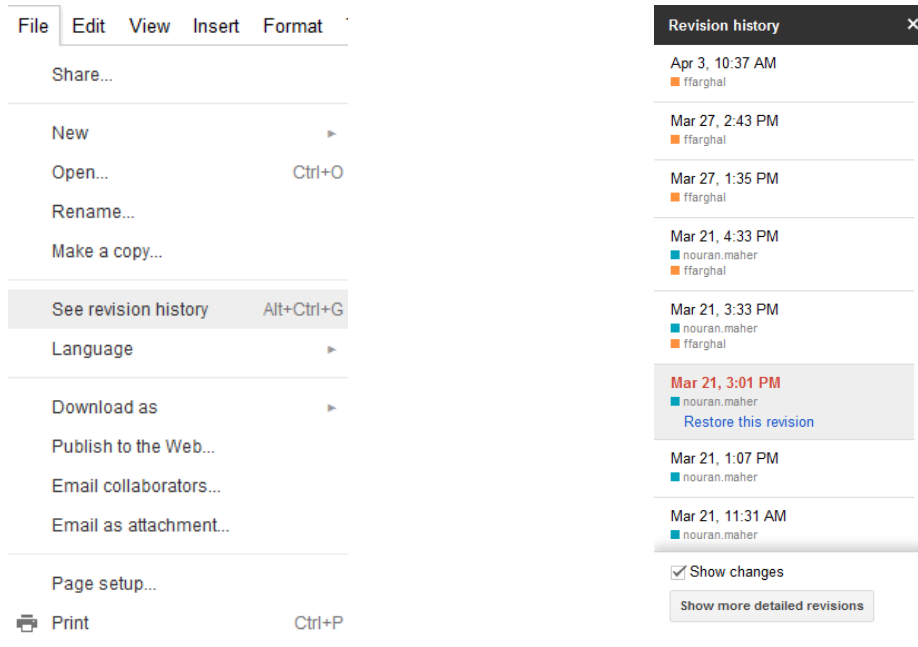 File Edit View Insert Format
Share...
New
Open... Ctrl+O
Rename...
Make a copy...
See revision history Alt+Ctrl+G
Language
Download as
Publish to the Web...
Email collaborators...
Email as attachment...
Page setup...
Print Ctrl+P
Revision history
Apr 3, 10:37 AM
ffarghal
Mar 27, 2:43 PM
ffarghal
Mar 27, 1:35 PM
ffarghal
Mar 21, 4:33 PM
nouran.maher
ffarghal
Mar 21, 3:33 PM
nouran.maher
ffarghal
Mar 21, 3:01 PM
nouran.maher
Restore this revision
Mar 21, 1:07 PM
nouran.maher
Mar 21, 11:31 AM
nouran.maher
Show changes
Show more detailed revisions